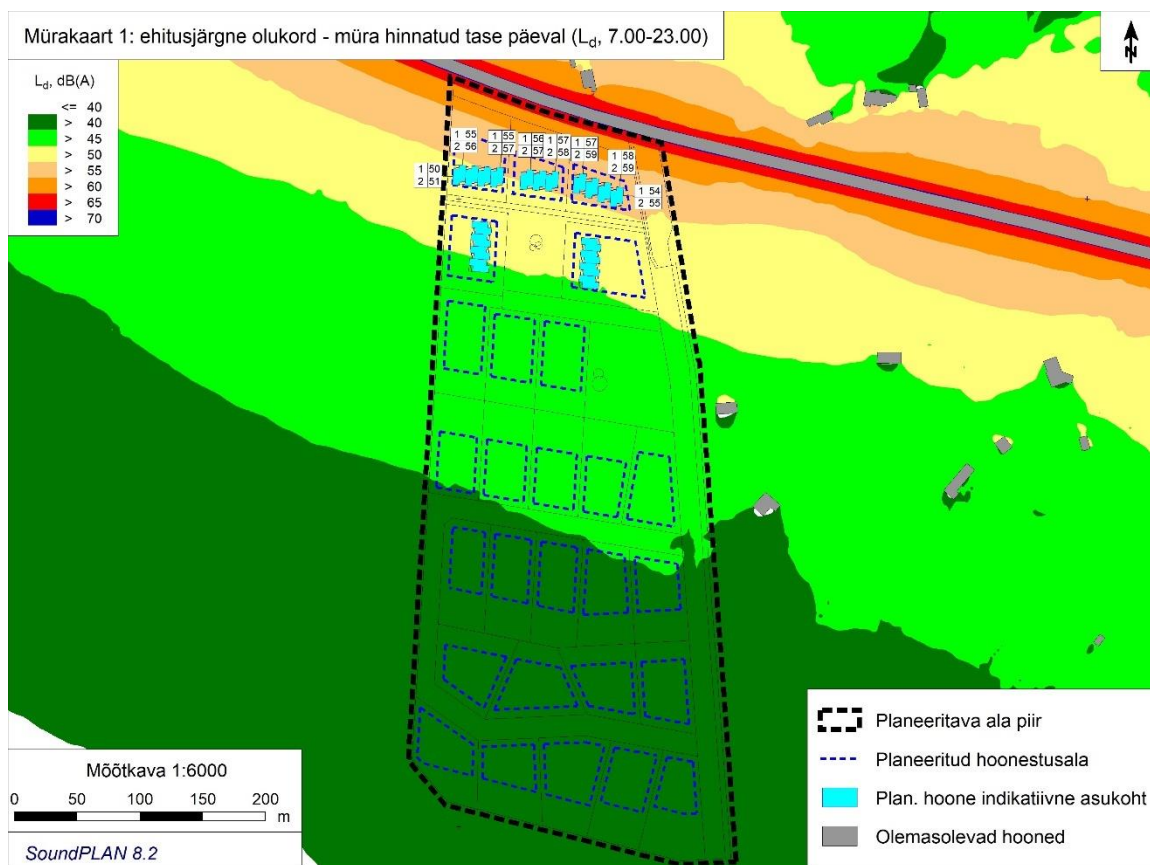 Mürakaart 1: ehitusjärgne olukord - müra hinnatud tase päeval (Ld, 7.00-23.00)
N
Ld, dB(A)
<= 40
> 40
> 45
> 50
> 55
> 60
> 65
> 70
1 55
2 56
1 55
2 57
1 56
2 57
1 57
2 58
1 57
2 59
1 58
2 59
1 50
2 51
1 54
2 55
Mõõtkava 1:6000
0 50 100 150 200
m
SoundPLAN 8.2
Planeeritava ala piir
Planeeritud hoonestusala
Plan. hoone indikatiivne asukoht
Olemasolevad hooned